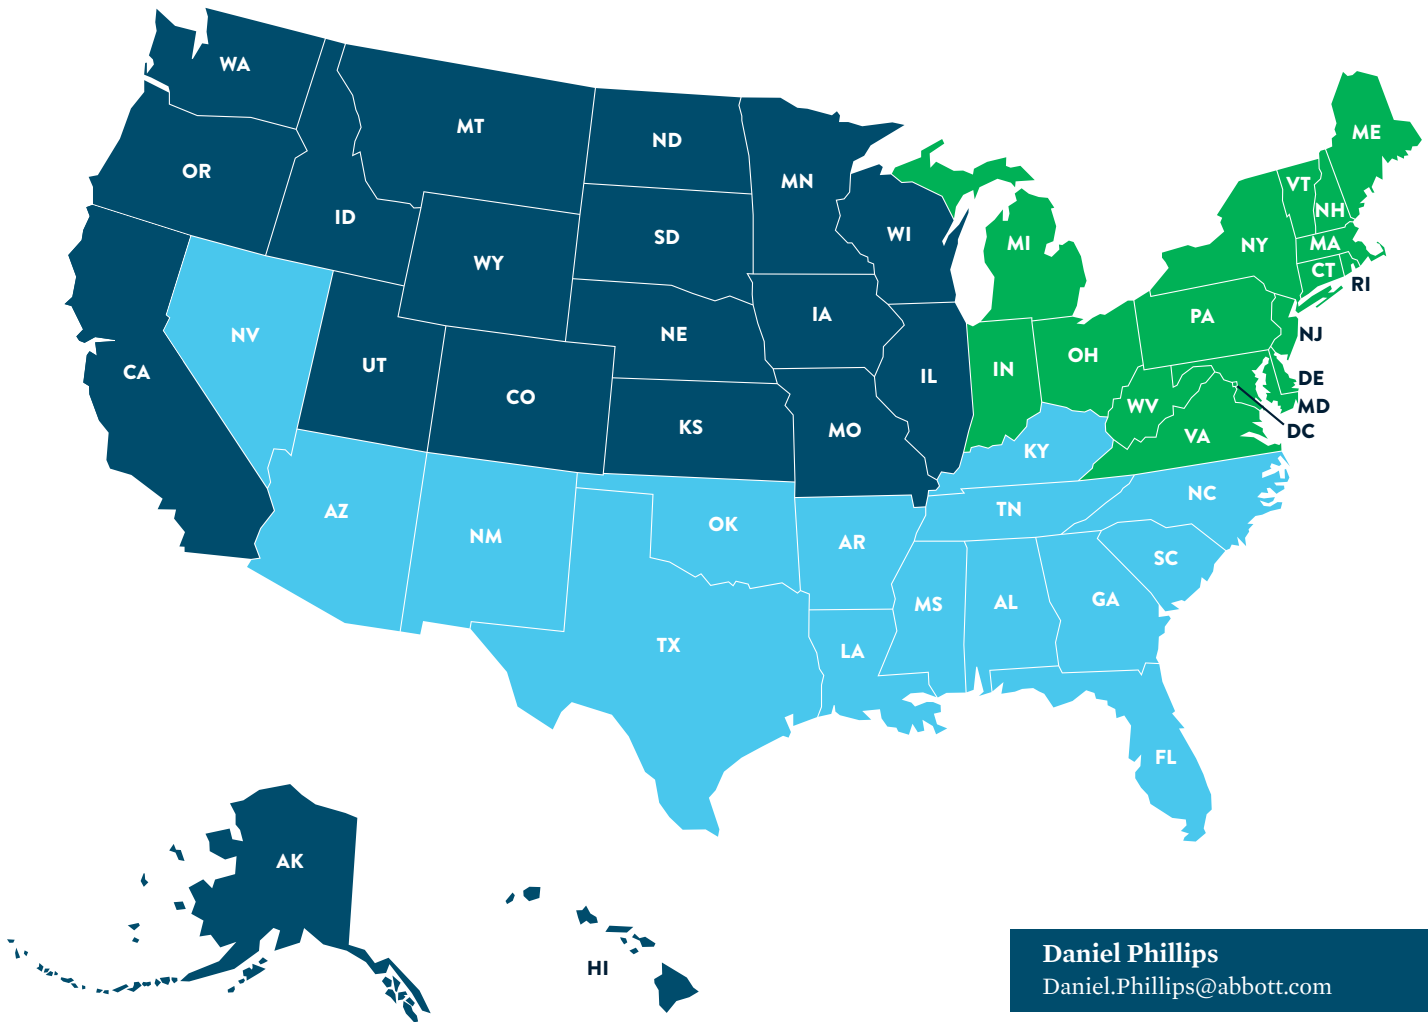 WA
ME
MT
ND
OR
MN
VT
NH
ID
WI
SD
MI
NY
MA
WY
CT
RI
IA
PA
NV
NE
NJ
OH
UT
IN
CA
IL
DE
CO
WV
MD
KS
MO
VA
DC
KY
NC
AZ
TN
OK
NM
AR
SC
MS
AL
GA
TX
LA
FL
AK
HI
Daniel Phillips
Daniel.Phillips@abbott.com